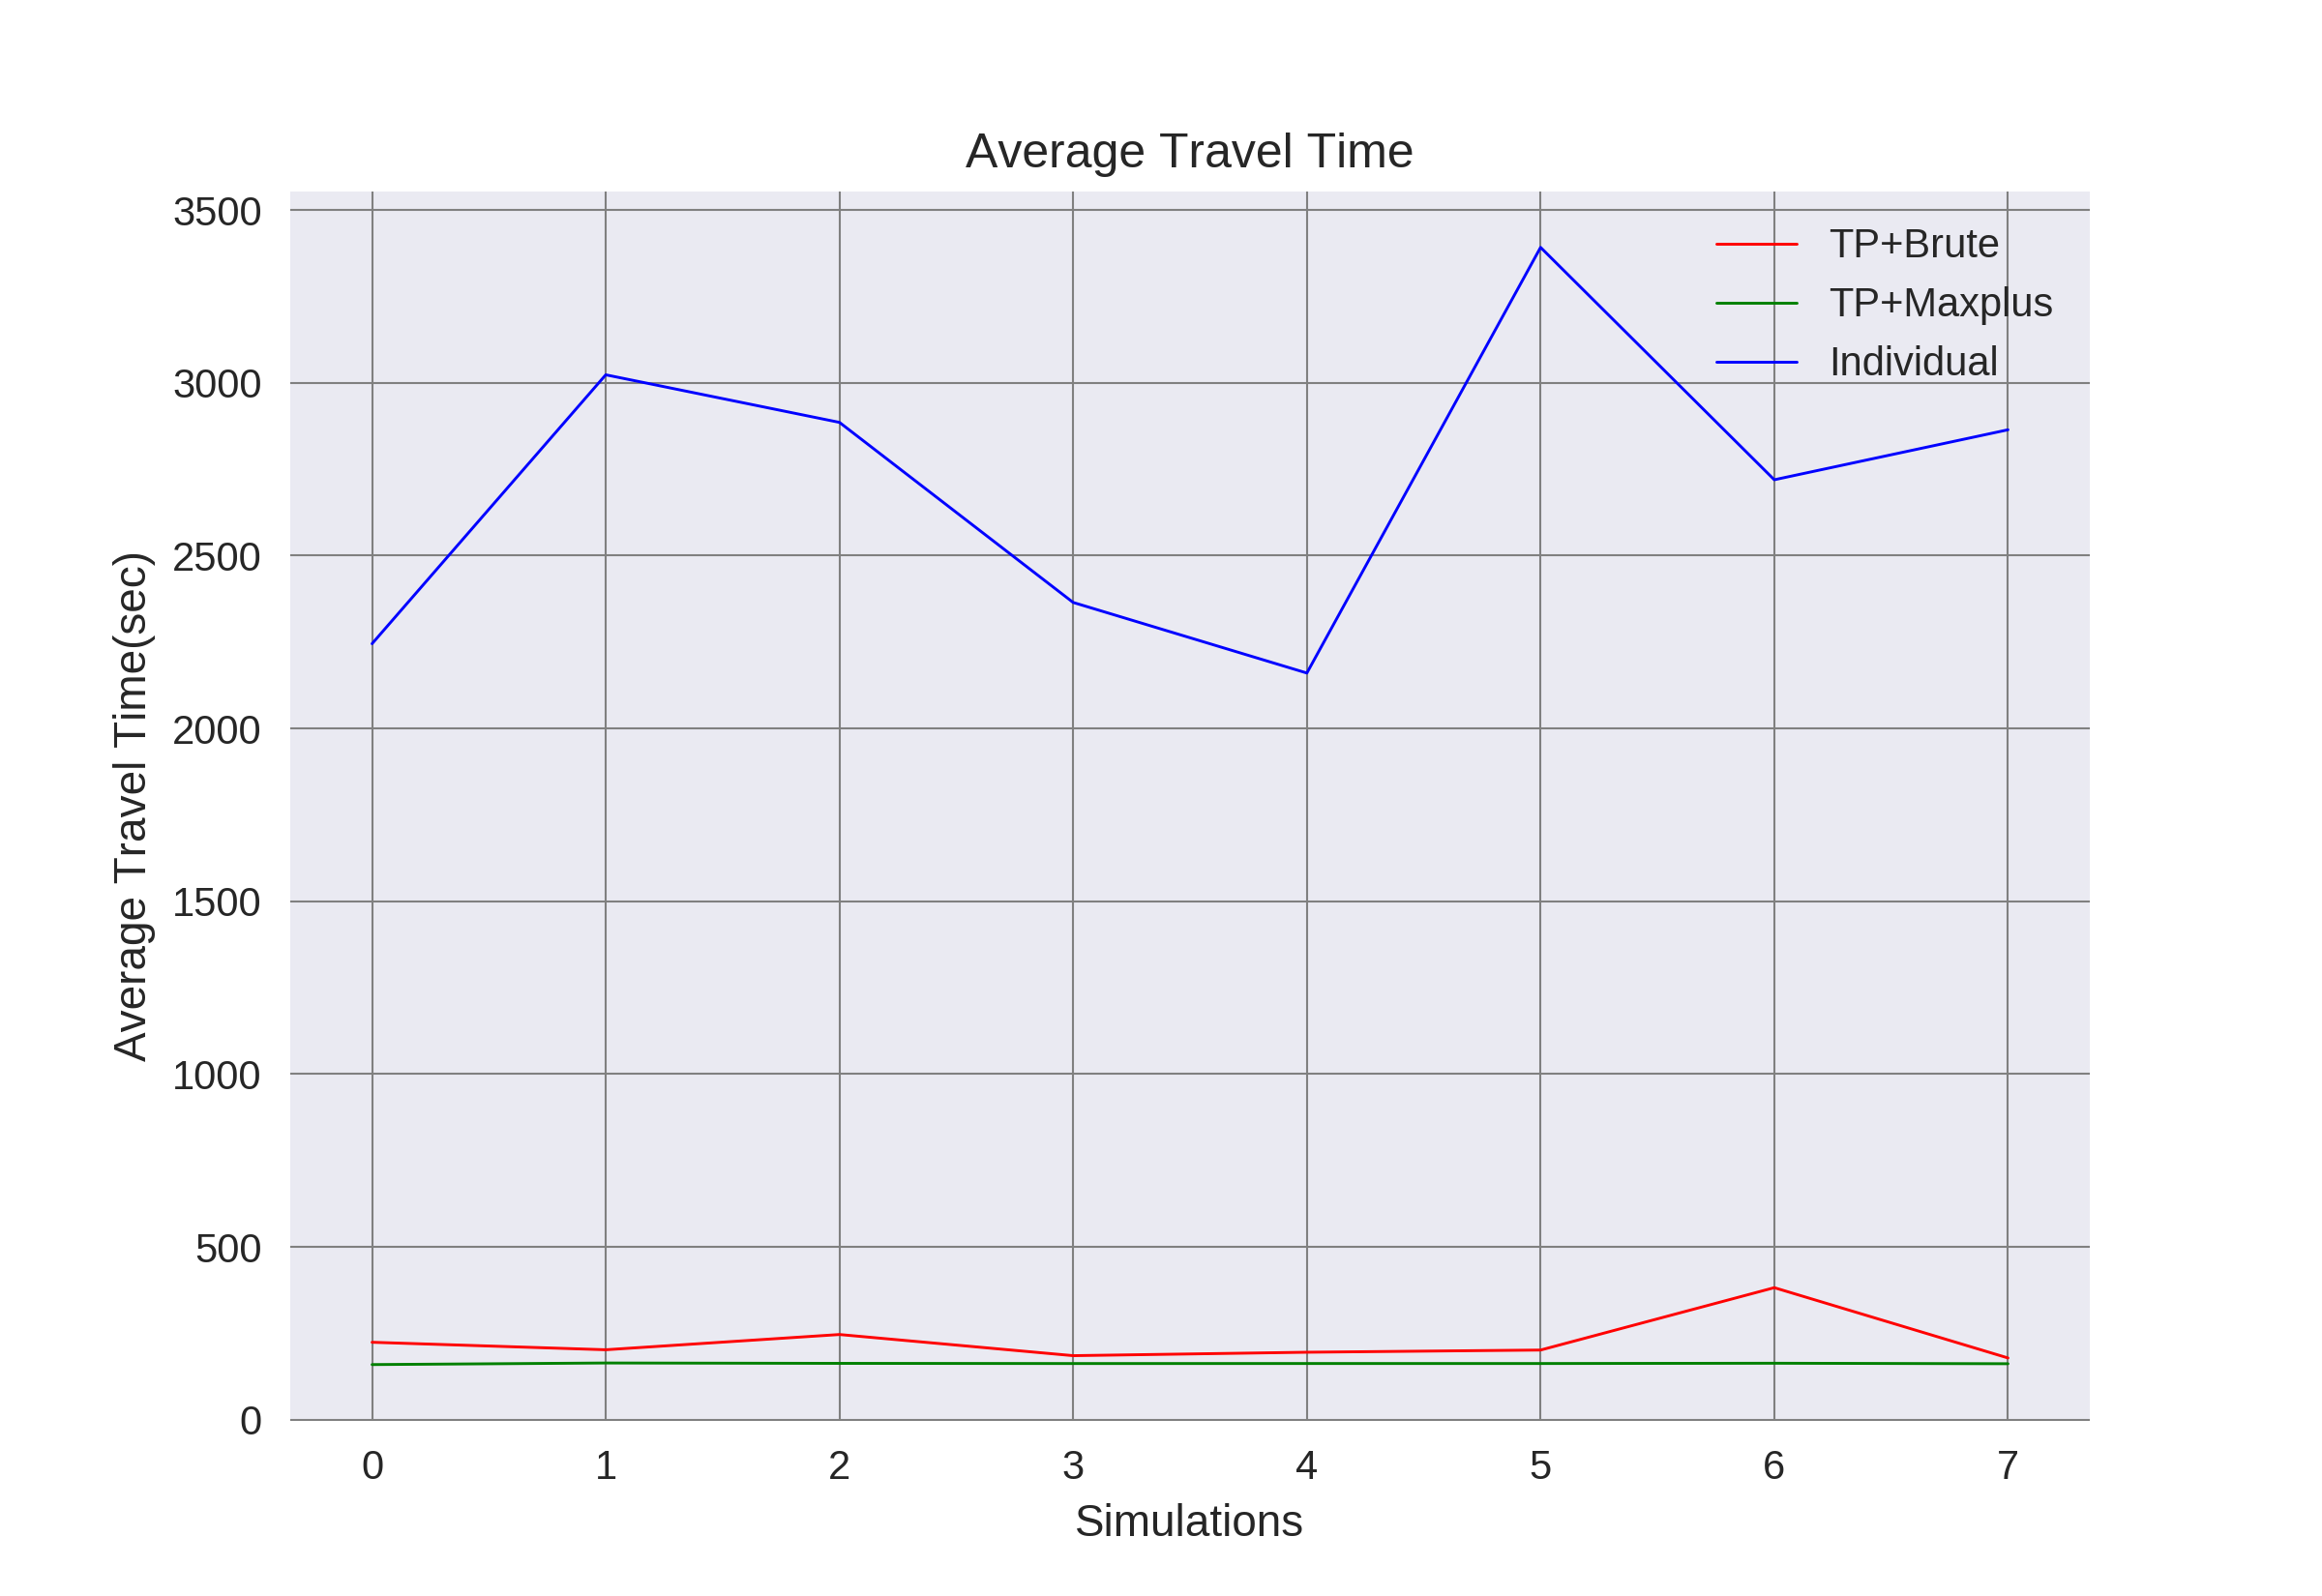 Average Travel Time
3500
3000
2500
2000
1500
1000
500
0
Average Travel Time(sec)
TP+Brute
TP+Maxplus
Individual
0 1 2 3 4 5 6 7
Simulations